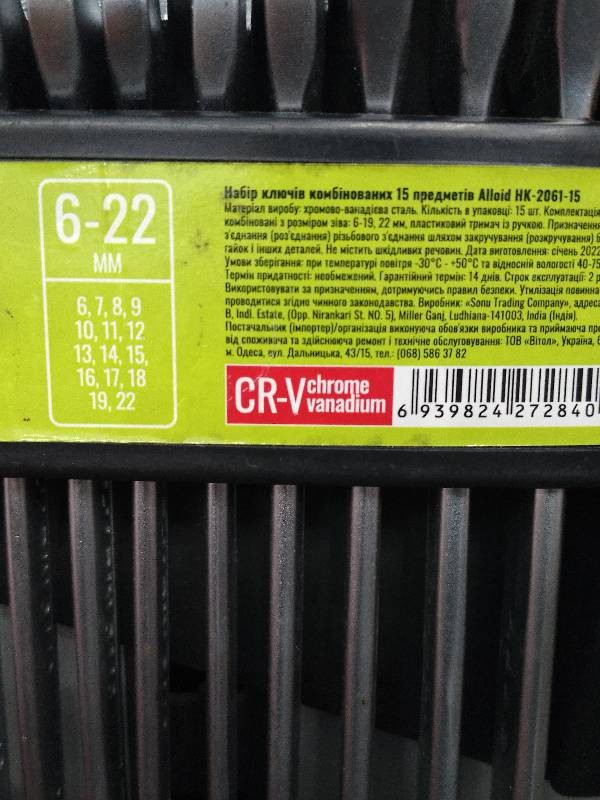 6-22
ММ
6, 7, 8, 9
10, 11, 12
13, 14, 15,
16, 17, 18
19, 22
Набір ключів комбінованих 15 предметів Alloid НК-2061-15
Матеріал виробу: хромово-ванадієва сталь. Кількість в упаковці: 15 шт. Комплектація
комбіновані з розміром зіва: 6-19, 22 мм, пластиковий тримач із ручкою. Призначення
з'єднання (роз'єднання) різьбового з'єднання шляхом закручування (розкручування) б
гайок і інших деталей. Не містить шкідливих речовин. Дата виготовлення: січень 2022
Умови зберігання: при температурі повітря -30°C - +50°C та відносній вологості 40-75
Термін придатності: необмежений. Гарантійний термін: 14 днів. Строк експлуатації: 2 р
Використовувати за призначенням, дотримуючись правил безпеки. Утилізація повинна
проводитися згідно чинного законодавства. Виробник: «Sonu Trading Company», адрес
B, Indl. Estate, (Opp. Nirankari St. NO. 5), Miller Ganj, Ludhiana-141003, India (Індія).
Постачальник (імпортер)/організація виконуюча обов'язки виробника та приймаюча пре
від споживача та здійснююча ремонт і технічне обслуговування: ТОВ «Вітол», Україна, 6
м. Одеса, вул. Дальницька, 43/15, тел.: (068) 586 37 82
CR-V chrome
vanadium
6 939824 272840